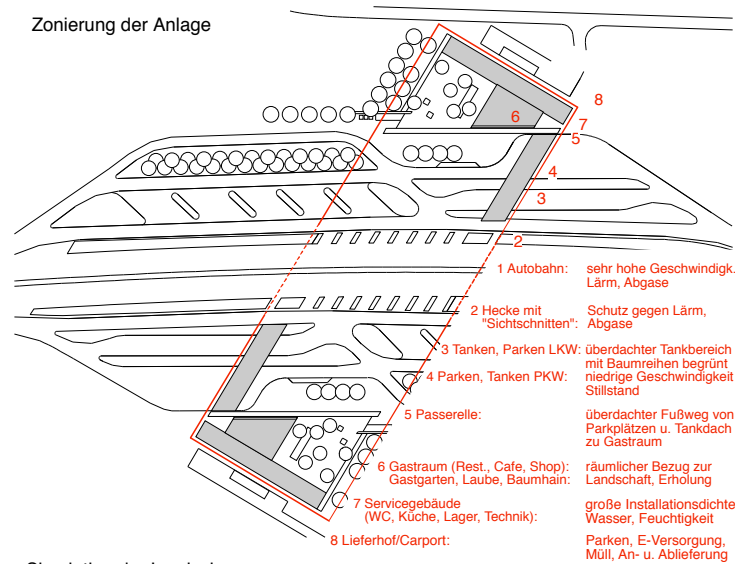 Zonierung der Anlage
8
6
7
5
4
3
2
1 Autobahn: sehr hohe Geschwindigk.
Lärm, Abgase
2 Hecke mit Schutz gegen Lärm,
"Sichtschnitten": Abgase
3 Tanken, Parken LKW: überdachter Tankbereich
mit Baumreihen begrünt
4 Parken, Tanken PKW: niedrige Geschwindigkeit
Stillstand
5 Passerelle: überdachter Fußweg von
Parkplätzen u. Tankdach
zu Gastraum
6 Gastraum (Rest., Cafe, Shop): räumlicher Bezug zur
Gastgarten, Laube, Baumhain: Landschaft, Erholung
7 Servicegebäude große Installationsdichte
(WC, Küche, Lager, Technik): Wasser, Feuchtigkeit
8 Lieferhof/Carport: Parken, E-Versorgung,
Müll, An- u. Ablieferung